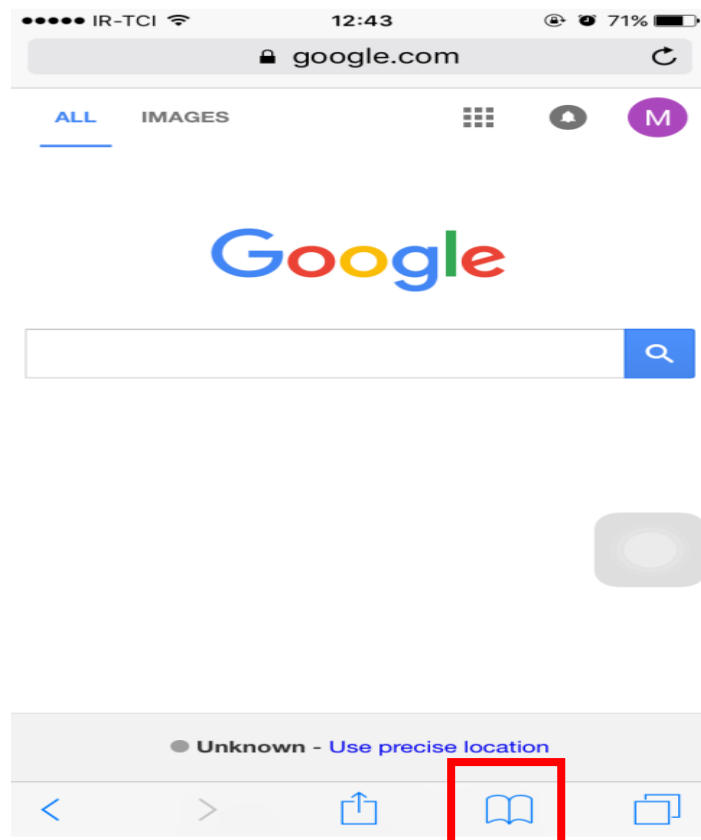 IR-TCI 12:43 71%
google.com
ALL IMAGES M
Google
Unknown - Use precise location